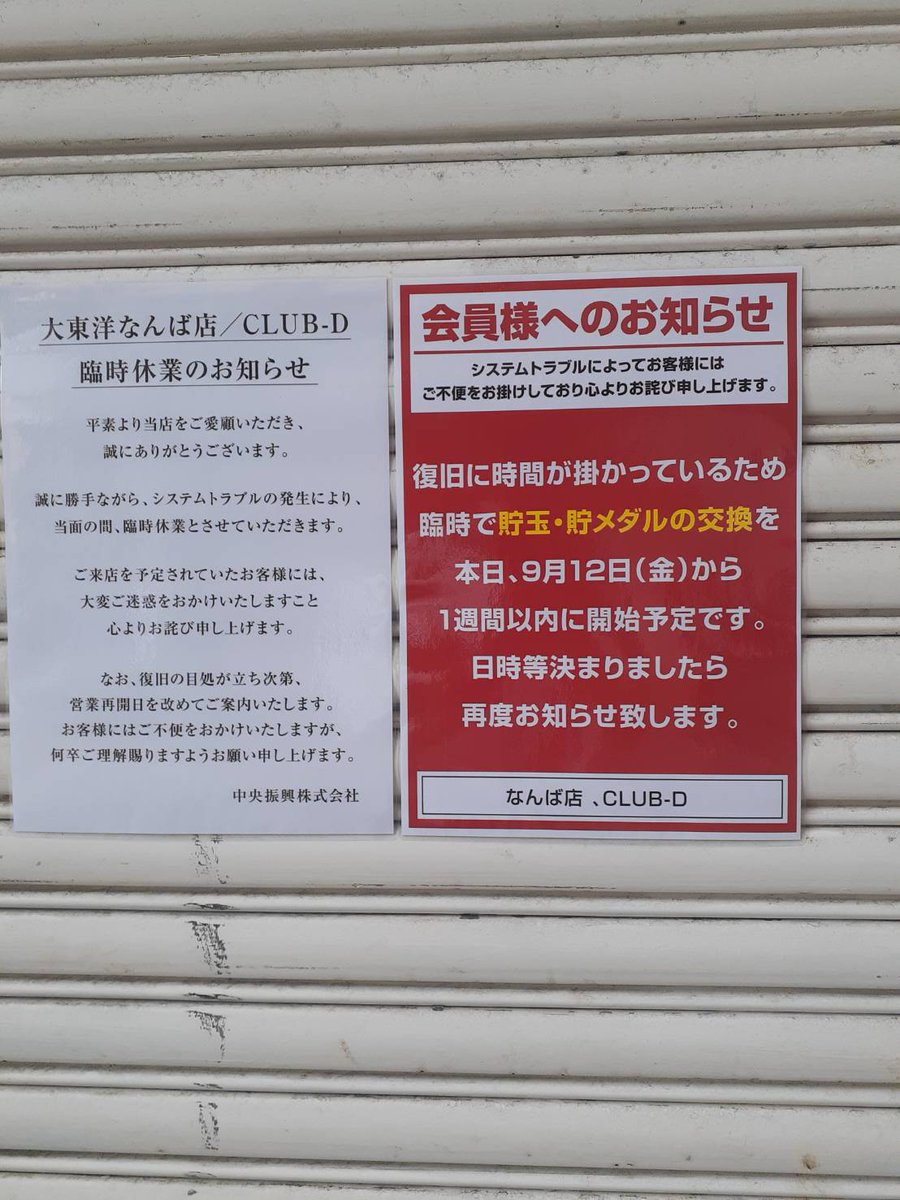 大東洋なんば店／CLUB-D
臨時休業のお知らせ
平素より当店をご愛顧いただき、
誠にありがとうございます。
誠に勝手ながら、システムトラブルの発生により、
当面の間、臨時休業とさせていただきます。
ご来店を予定されていたお客様には、
大変ご迷惑をおかけいたしますこと
心よりお詫び申し上げます。
なお、復旧の目処が立ち次第、
営業再開日を改めてご案内いたします。
お客様にはご不便をおかけいたしますが、
何卒ご理解賜りますようお願い申し上げます。
中央振興株式会社
会員様へのお知らせ
システムトラブルによってお客様には
ご不便をお掛けしており心よりお詫び申し上げます。
復旧に時間が掛かっているため
臨時で貯玉・貯メダルの交換を
本日、9月12日（金）から
1週間以内に開始予定です。
日時等決まりましたら
再度お知らせ致します。
なんば店 、CLUB-D